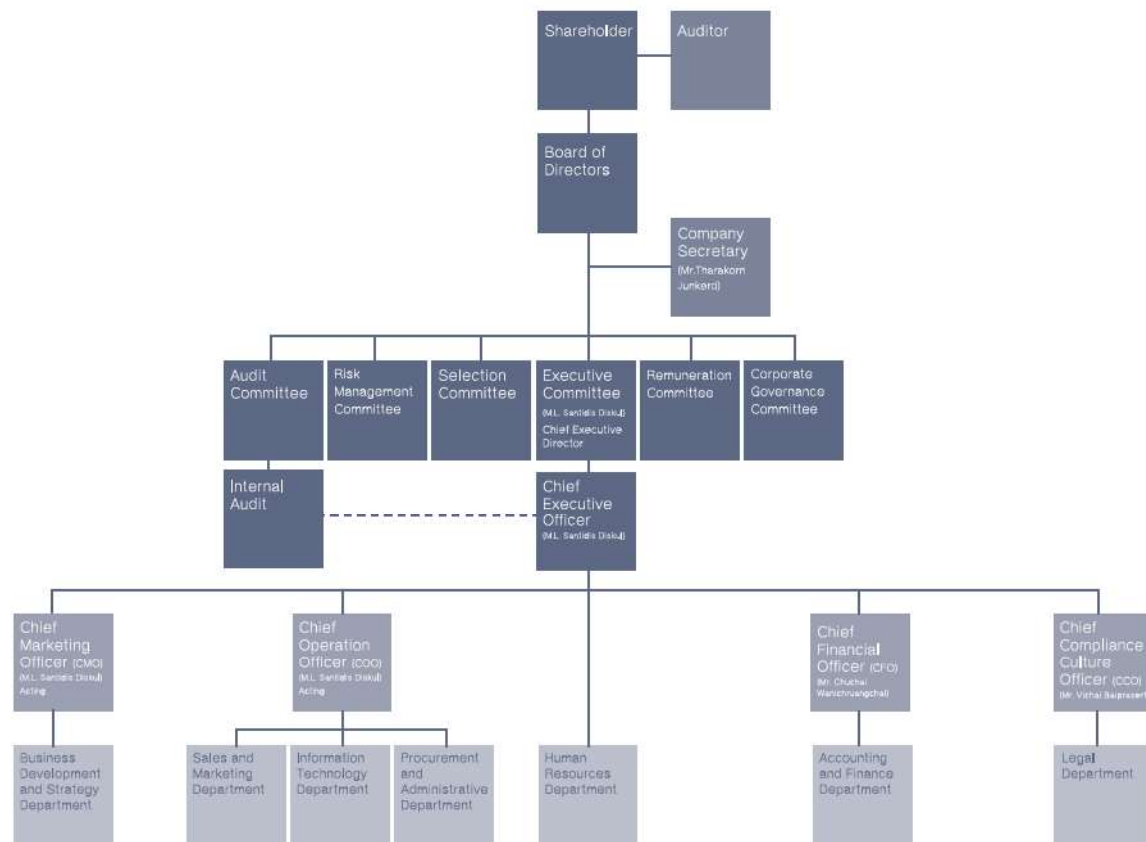 Shareholder
Auditor
Board of
Directors
Company
Secretary
(Mr.Tharakorn
Junkerd)
Audit
Committee
Risk
Management
Committee
Selection
Committee
Executive
Committee
(M.L. Santidis Diskul)
Chief Executive
Director
Remuneration
Committee
Corporate
Governance
Committee
Internal
Audit
Chief
Executive
Officer
(M.L. Santidis Diskul)
Chief
Marketing
Officer (CMO)
(M.L. Santidis Diskul)
Acting
Chief
Operation
Officer (COO)
(M.L. Santidis Diskul)
Acting
Chief
Financial
Officer (CFO)
(Mr. Chuchai
Chief
Compliance
Culture
Officer (CCO)
(Mr. Vichai
Business
Development
and Strategy
Department
Sales and
Marketing
Department
Information
Technology
Department
Procurement
and
Administrative
Department
Human
Resources
Department
Accounting
and Finance
Department
Legal
Department